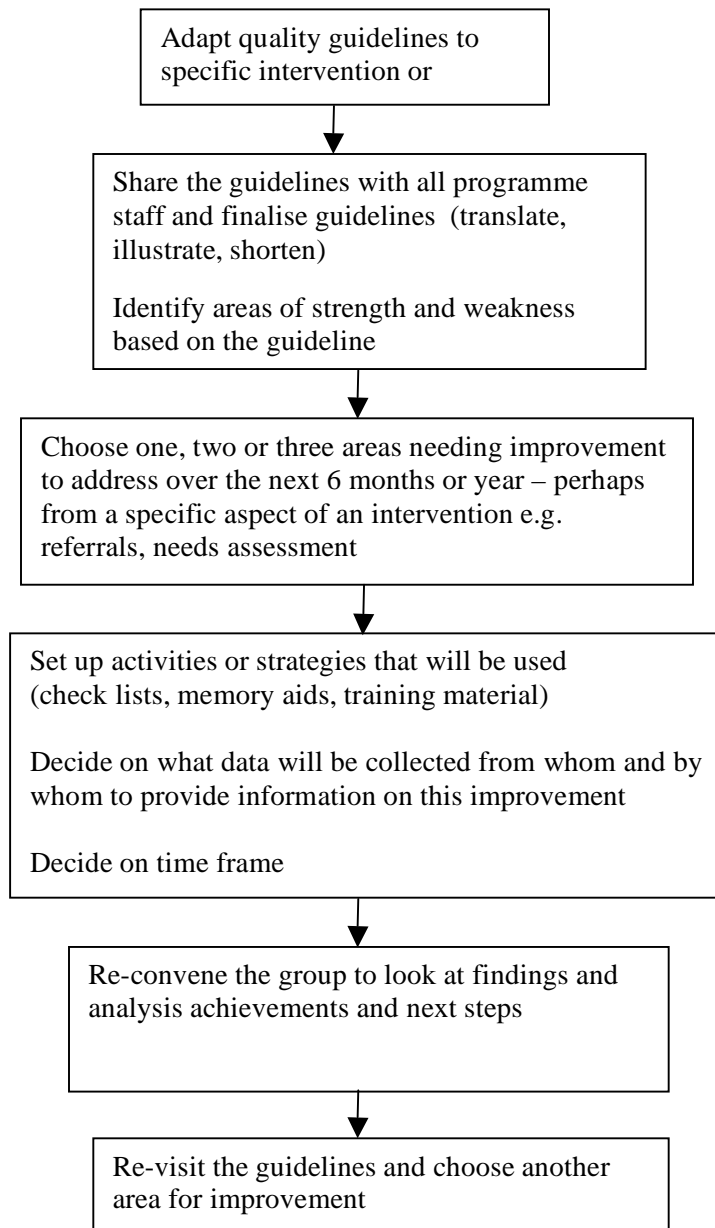 Adapt quality guidelines to
specific intervention or
Share the guidelines with all programme
staff and finalise guidelines  (translate,
illustrate, shorten)
Identify areas of strength and weakness
based on the guideline
Choose one, two or three areas needing improvement
to address over the next 6 months or year – perhaps
from a specific aspect of an intervention e.g.
referrals, needs assessment
Set up activities or strategies that will be used
(check lists, memory aids, training material)
Decide on what data will be collected from whom and by
whom to provide information on this improvement
Decide on time frame
Re-convene the group to look at findings and
analysis achievements and next steps
Re-visit the guidelines and choose another
area for improvement